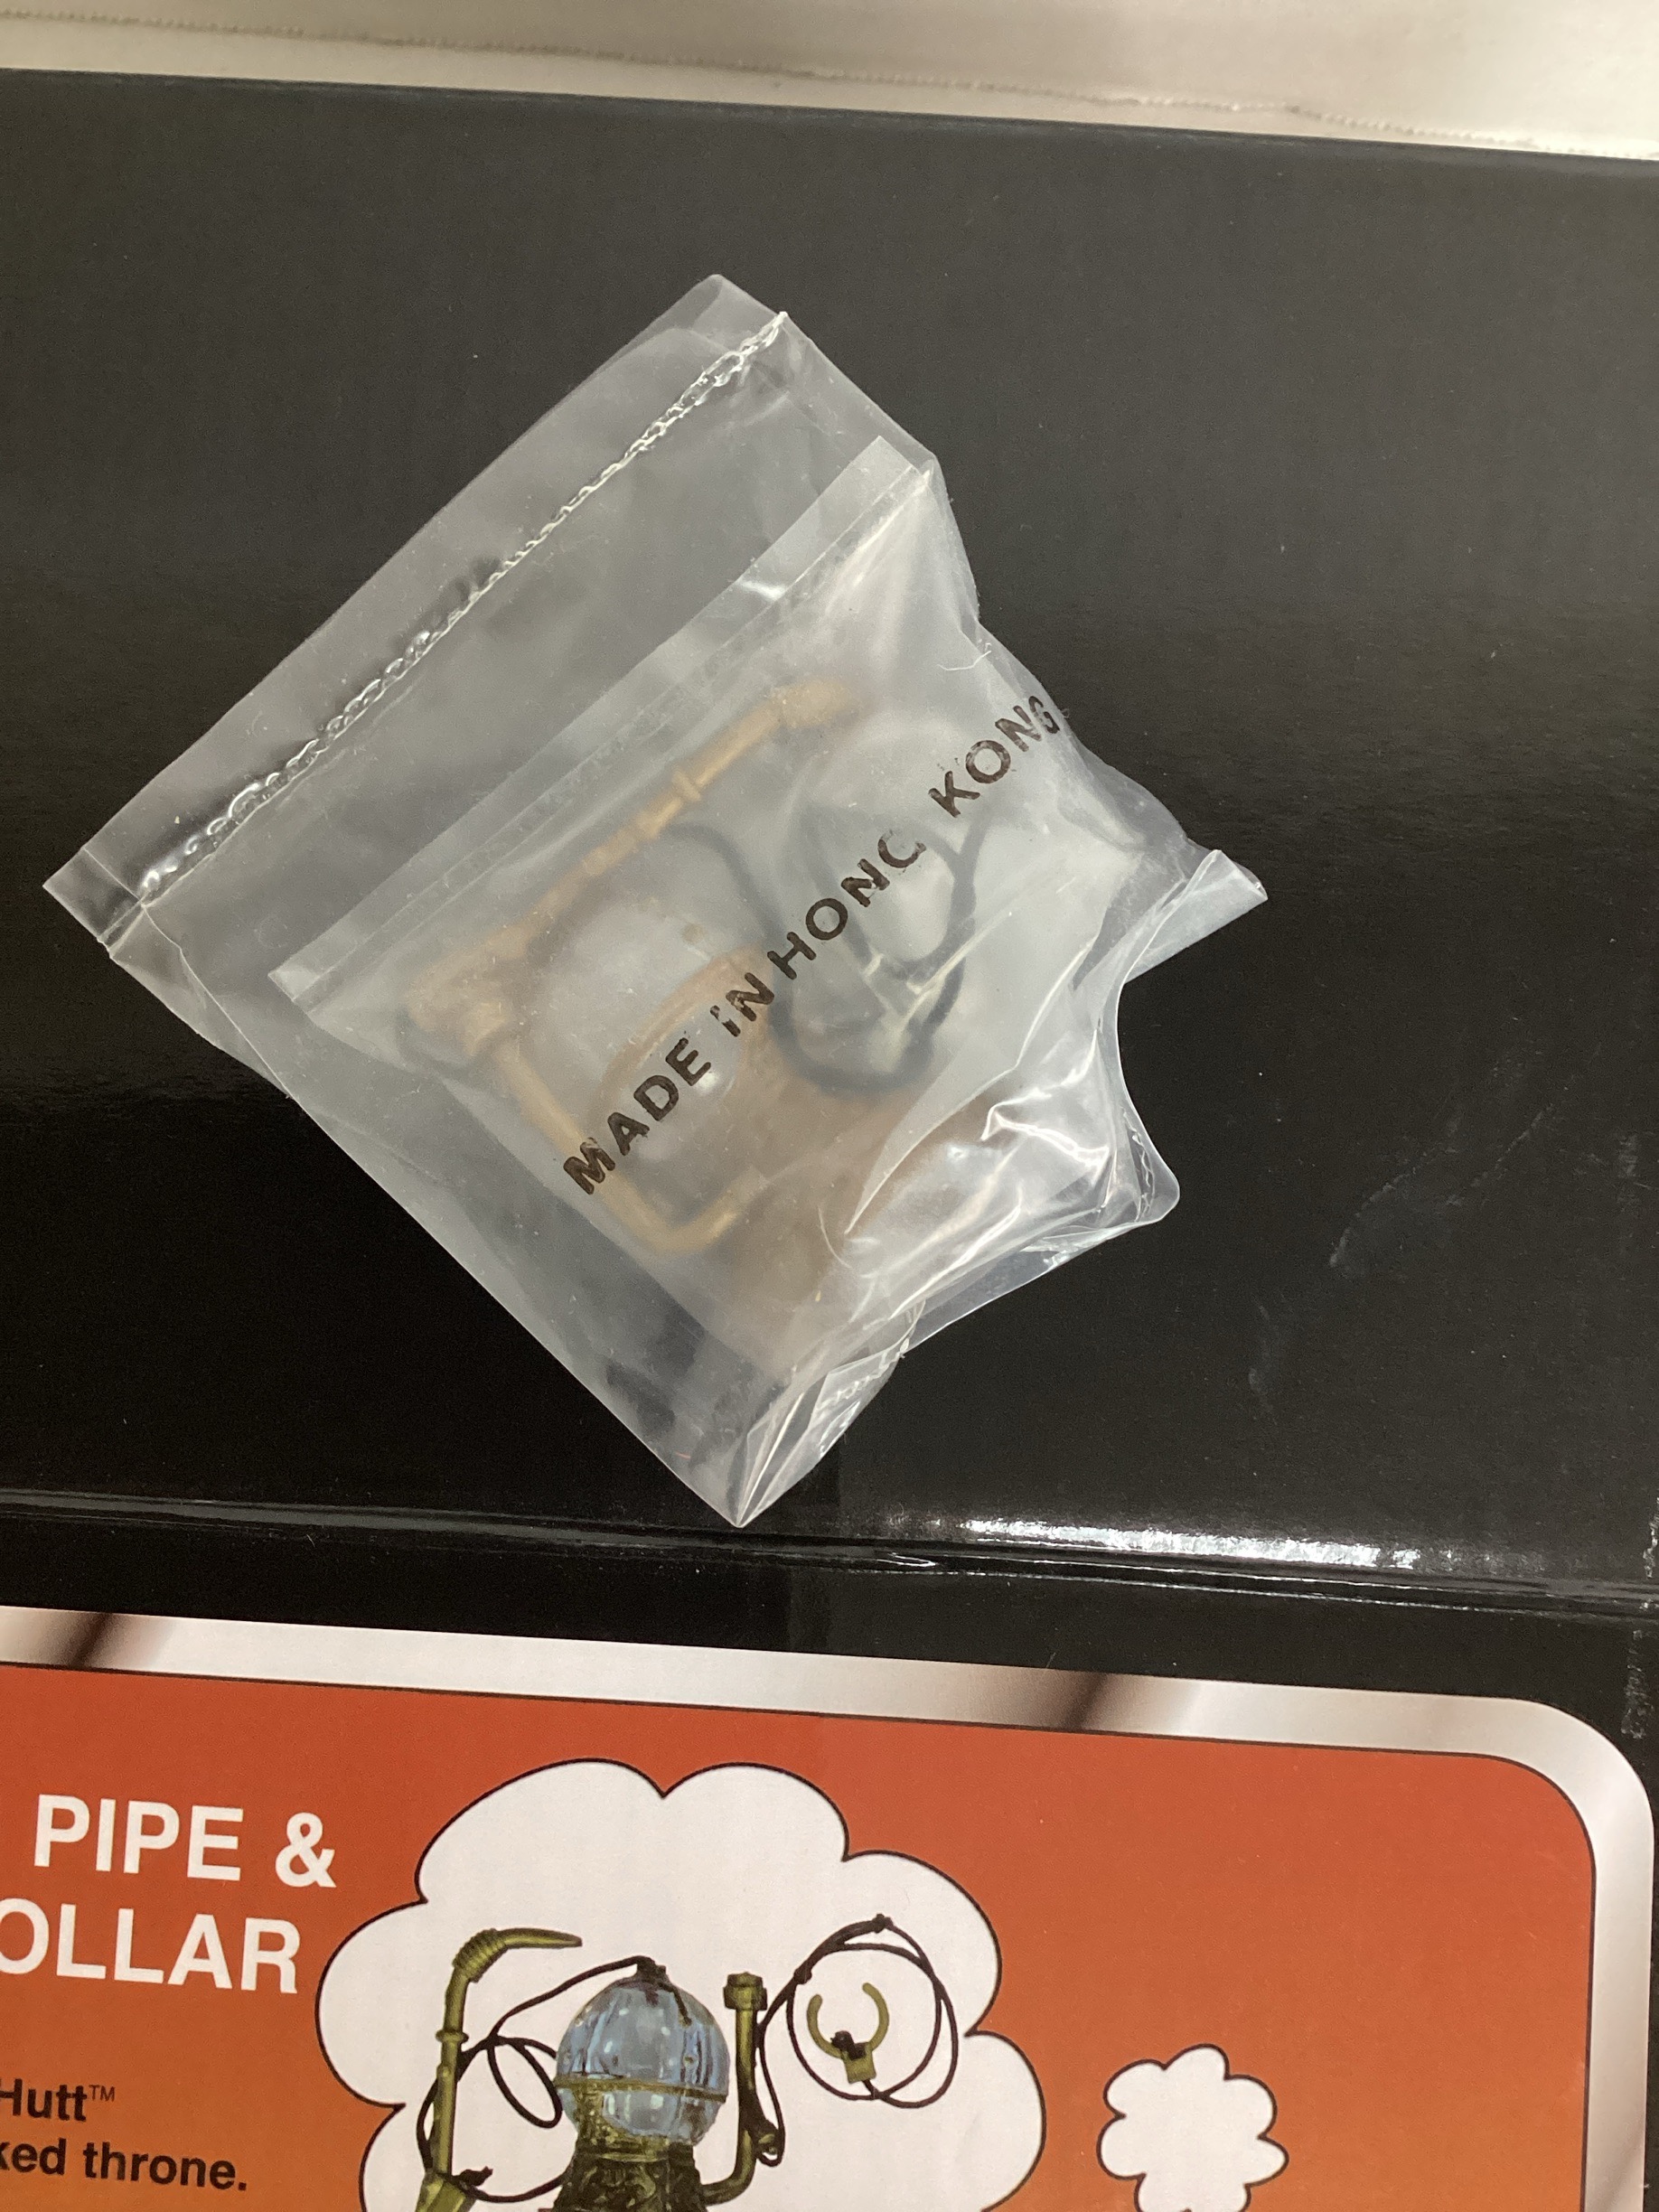 MADE IN HONG KONG
PIPE &
OLLAR
Hutt™
ked throne.